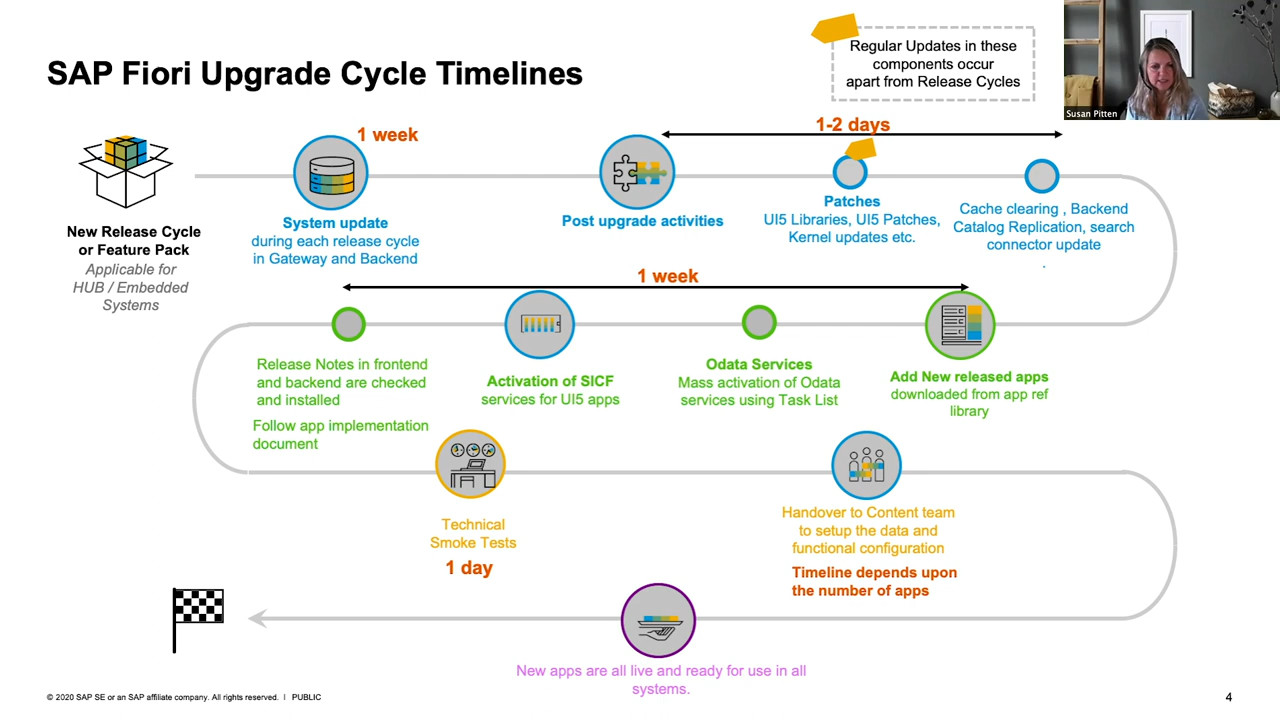 SAP Fiori Upgrade Cycle Timelines
Regular Updates in these
components occur
apart from Release Cycles
Susan Pitten
1 week
1-2 days
New Release Cycle
or Feature Pack
Applicable for
HUB / Embedded
Systems
System update
during each release cycle
in Gateway and Backend
Post upgrade activities
Patches
UI5 Libraries, UI5 Patches,
Kernel updates etc.
Cache clearing , Backend
Catalog Replication, search
connector update
.
1 week
Release Notes in frontend
and backend are checked
and installed
Follow app implementation
document
Activation of SICF
services for UI5 apps
Odata Services
Mass activation of Odata
services using Task List
Add New released apps
downloaded from app ref
library
Technical
Smoke Tests
1 day
Handover to Content team
to setup the data and
functional configuration
Timeline depends upon
the number of apps
New apps are all live and ready for use in all
systems.
© 2020 SAP SE or an SAP affiliate company. All rights reserved. I PUBLIC
4